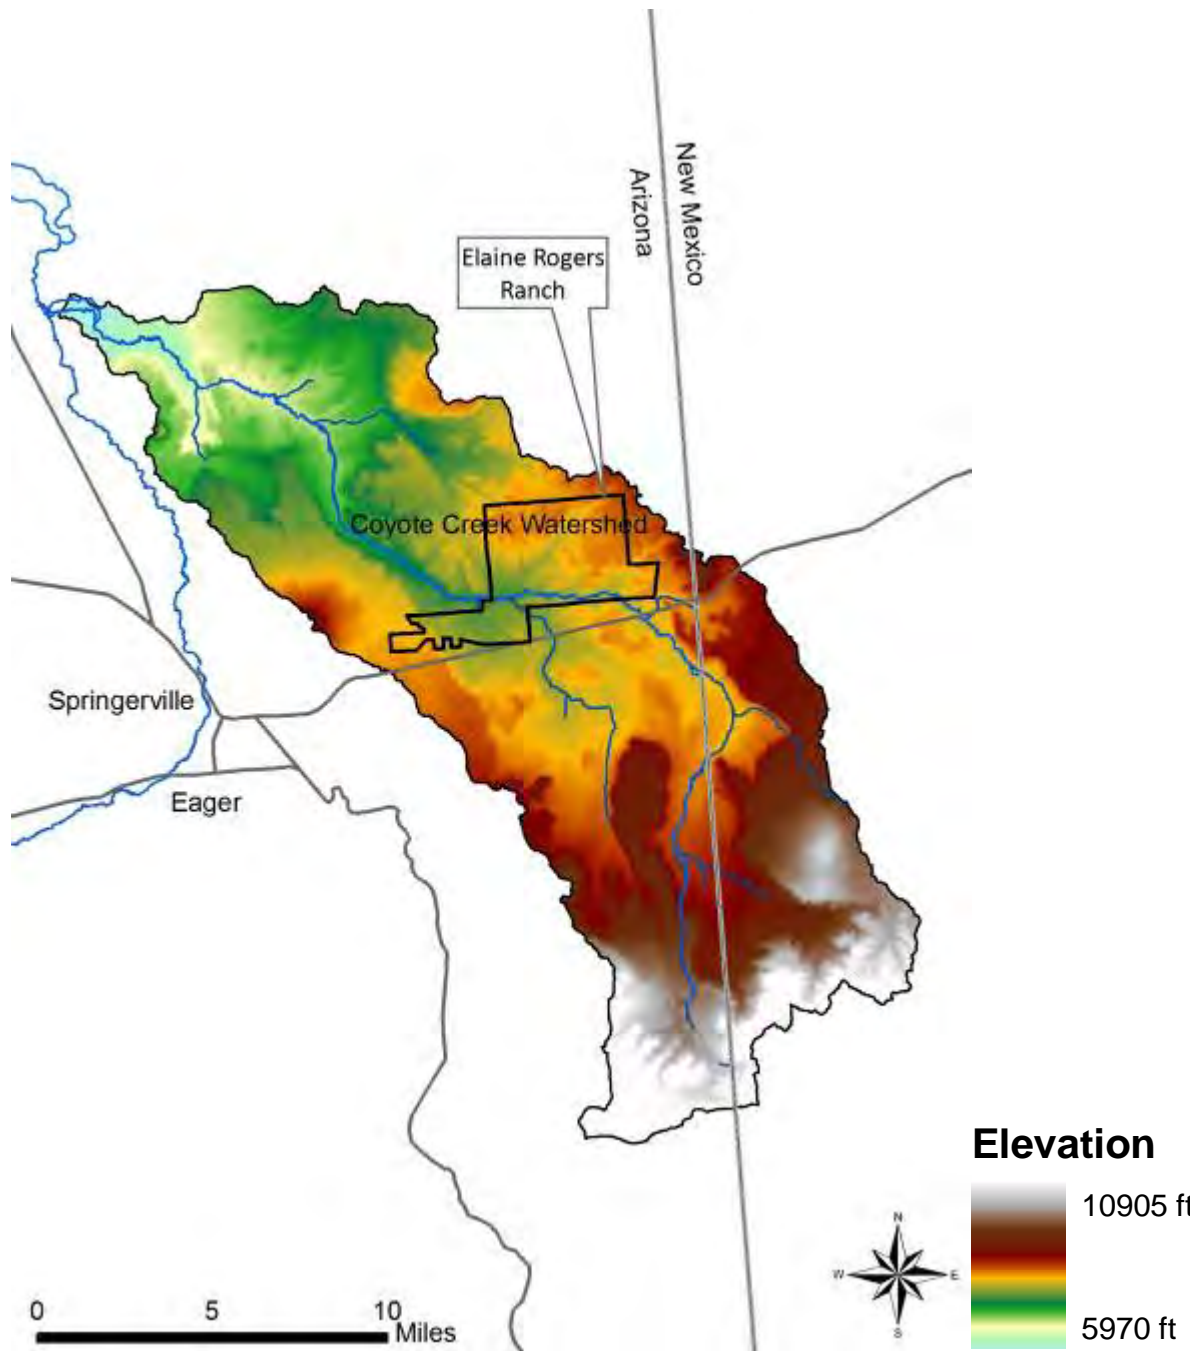 New Mexico
Arizona
Elaine Rogers
Ranch
Coyote Creek Watershed
Springerville
Eager
Elevation
10905 ft
5970 ft
N
W E
S
0 5 10
Miles